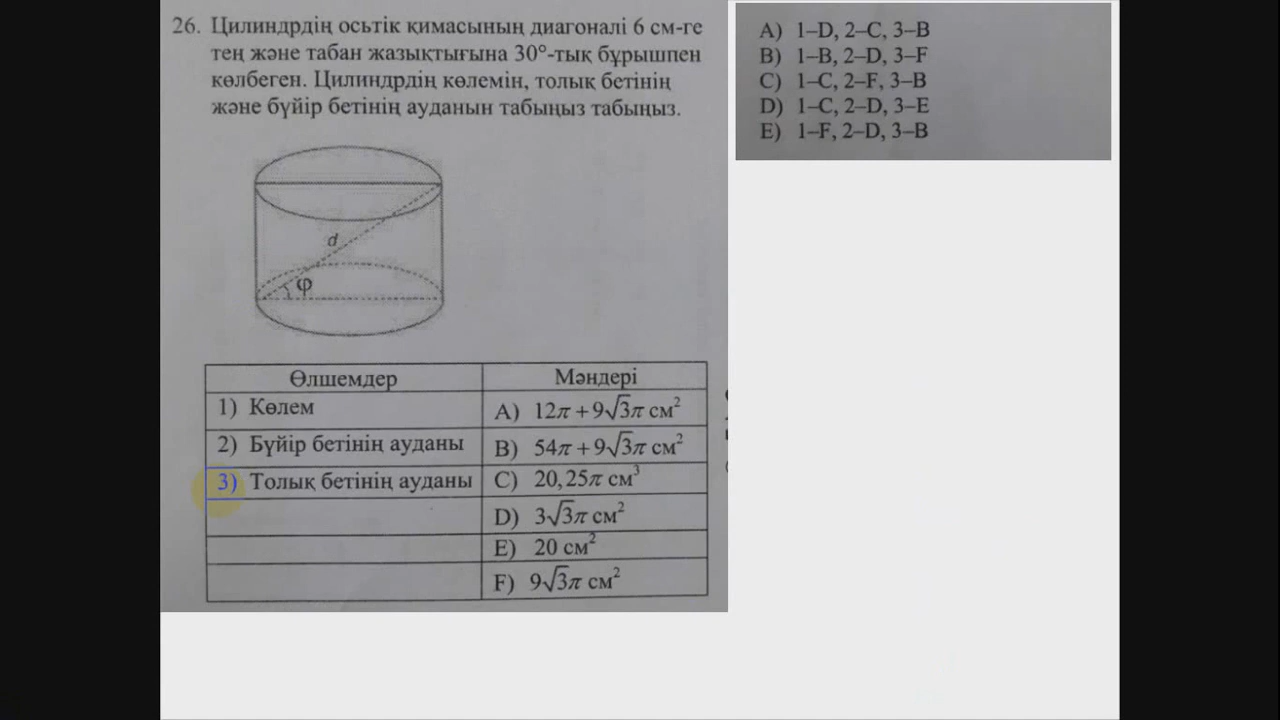 26. Цилиндрдің осьтік қимасының диагоналі 6 см-ге
тең және табан жазықтығына 30°-тық бұрышпен
көлбеген. Цилиндрдің көлемін, толық бетінің
және бүйір бетінің ауданын табыңыз табыңыз.
d
φ
Өлшемдер Мәндері
1) Көлем A) 12π + 9√3π см²
2) Бүйір бетінің ауданы B) 54π + 9√3π см²
3) Толық бетінің ауданы C) 20,25π см³
D) 3√3π см²
E) 20 см²
F) 9√3π см²
A) 1–D, 2–C, 3–B
B) 1–B, 2–D, 3–F
C) 1–C, 2–F, 3–B
D) 1–C, 2–D, 3–E
E) 1–F, 2–D, 3–B